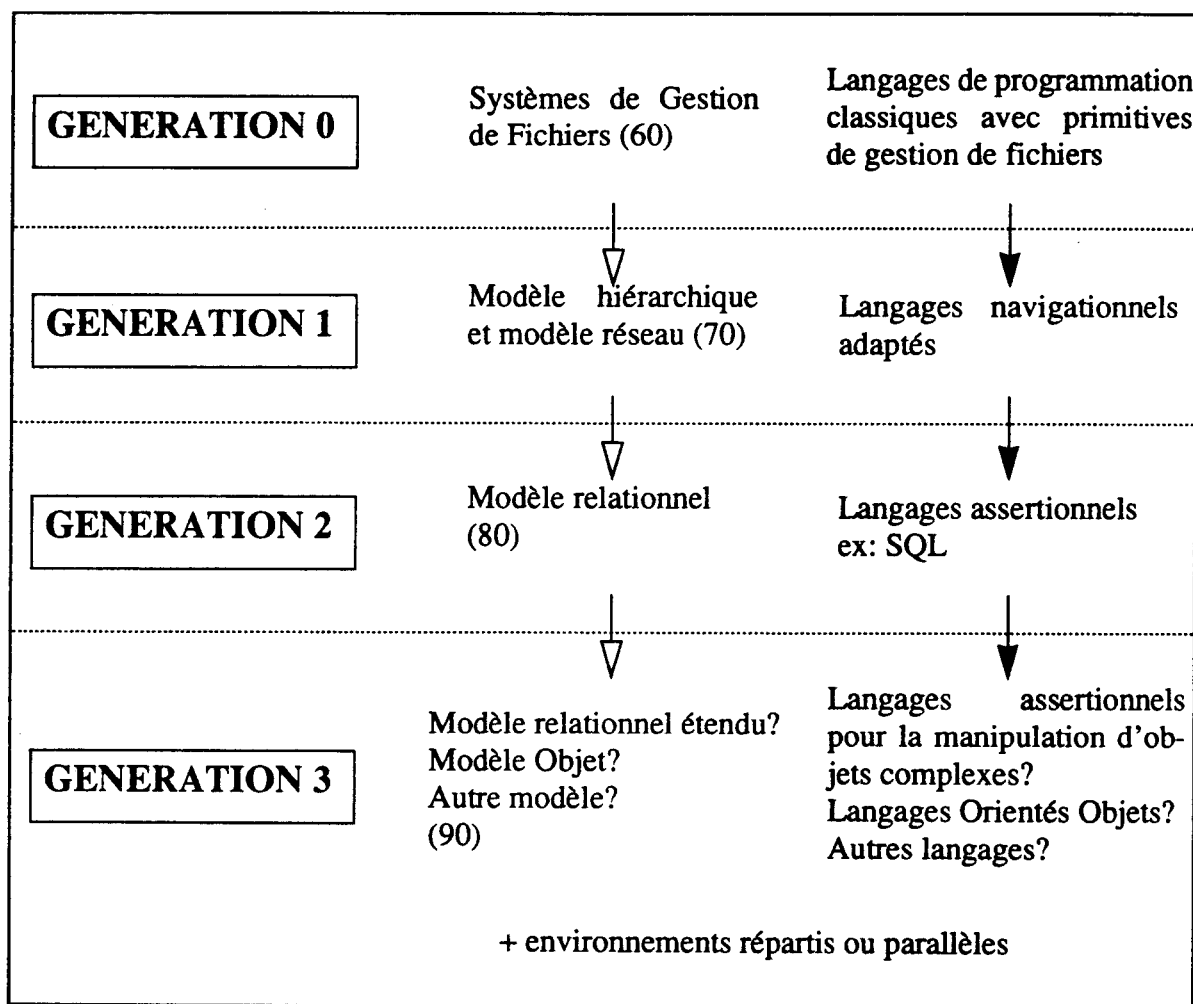 GENERATION 0
Systèmes de Gestion
de Fichiers (60)
Langages de programmation
classiques avec primitives
de gestion de fichiers
GENERATION 1
Modèle hiérarchique
et modèle réseau (70)
Langages navigationnels
adaptés
GENERATION 2
Modèle relationnel
(80)
Langages assertionnels
ex: SQL
GENERATION 3
Modèle relationnel étendu?
Modèle Objet?
Autre modèle?
(90)
Langages assertionnels
pour la manipulation d'ob-
jets complexes?
Langages Orientés Objets?
Autres langages?
+ environnements répartis ou parallèles